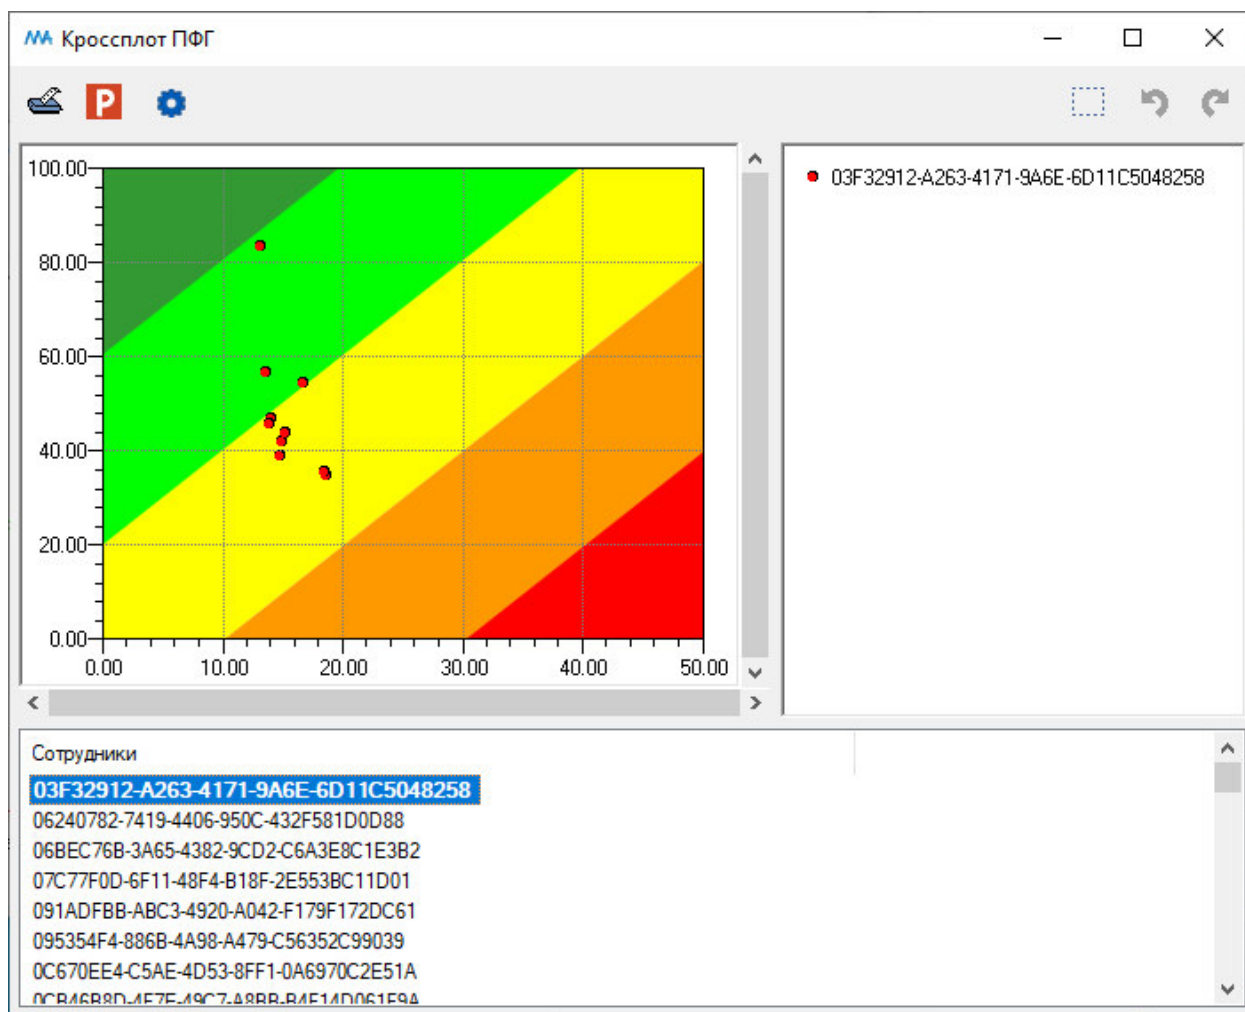 Кроссплот ПФГ
P
100.00
80.00
60.00
40.00
20.00
0.00
0.00 10.00 20.00 30.00 40.00 50.00
03F32912-A263-4171-9A6E-6D11C5048258
Сотрудники
03F32912-A263-4171-9A6E-6D11C5048258
06240782-7419-4406-950C-432F581D0D88
06BEC76B-3A65-4382-9CD2-C6A3E8C1E3B2
07C77F0D-6F11-48F4-B18F-2E553BC11D01
091ADFBB-ABC3-4920-A042-F179F172DC61
095354F4-886B-4A98-A479-C56352C99039
0C670EE4-C5AE-4D53-8FF1-0A6970C2E51A